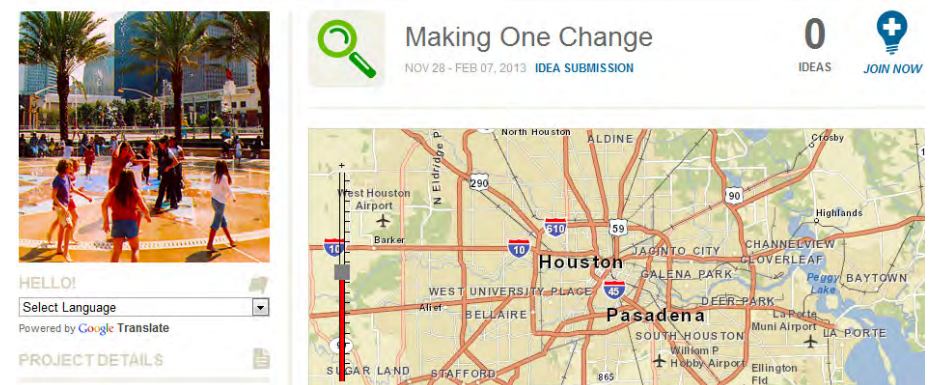 Making One Change
NOV 28 - FEB 07, 2013 IDEA SUBMISSION
0
IDEAS
JOIN NOW
HELLO!
Select Language
Powered by Google Translate
PROJECT DETAILS
+
North Houston
ALDINE
Crosby
N Eldridge P
290
West Houston
Airport
90
Highlands
610
59
Barker
10
10
JACINTO CITY
CHANNELVIEW
CLOVERLEAF
Houston
GALENA PARK
Peggy
Lake
BAYTOWN
WEST UNIVERSITY PLACE
45
DEER PARK
Alief
BELLAIRE
Pasadena
La Porte
Muni Airport
LA PORTE
SOUTH HOUSTON
William P
Hobby Airport
Ellington
Fld
SUGAR LAND
STAFFORD
865